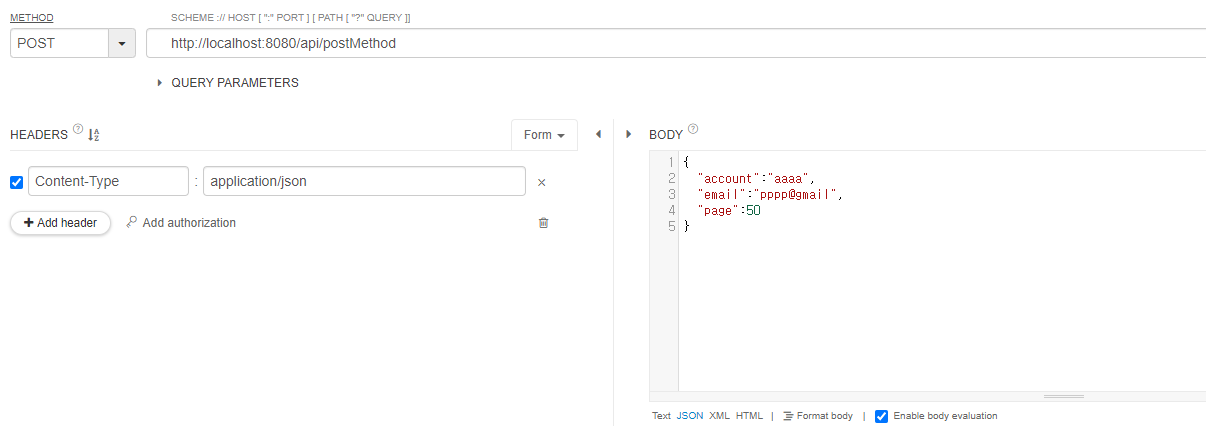 METHOD
SCHEME :// HOST [ ":" PORT ] [ PATH [ "?" QUERY ]]
POST
http://localhost:8080/api/postMethod
QUERY PARAMETERS
HEADERS ? A Z
Form
BODY ?
Content-Type : application/json ×
+ Add header
Add authorization
1 {
2 "account":"aaaa",
3 "email":"pppp@gmail",
4 "page":50
5 }
Text JSON XML HTML | Format body | Enable body evaluation